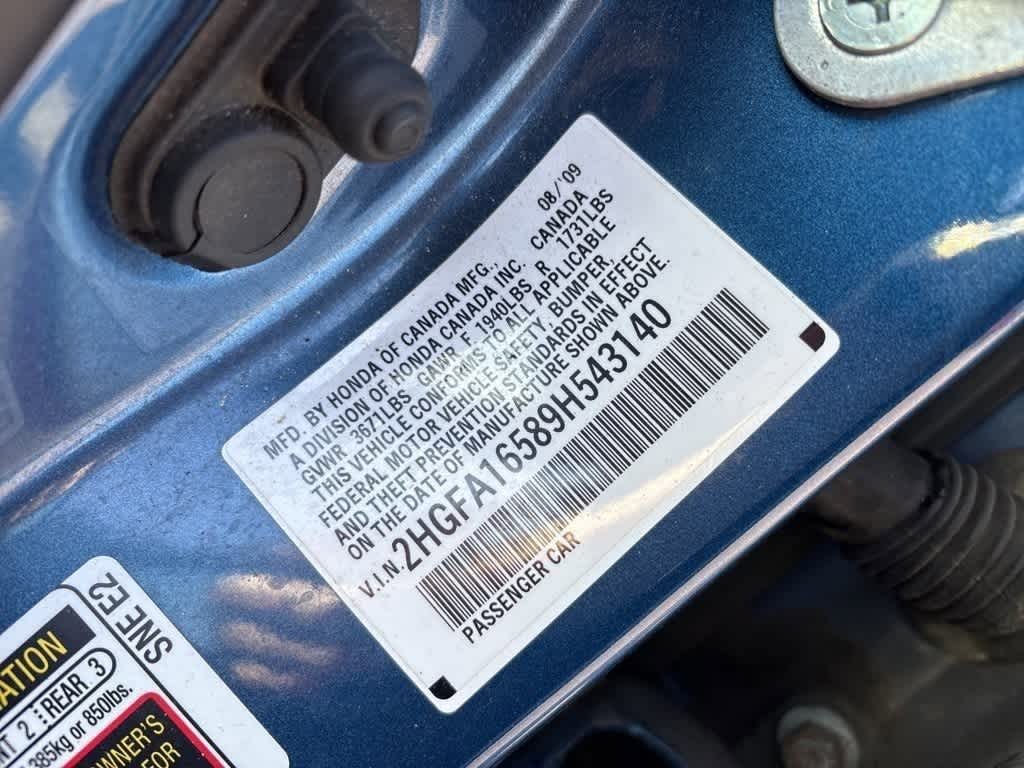 MFD. BY HONDA OF CANADA MFG., 08/'09
A DIVISION OF HONDA CANADA INC. CANADA
GVWR 3671LBS GAWR F 1940LBS R 1731LBS
THIS VEHICLE CONFORMS TO ALL APPLICABLE
FEDERAL MOTOR VEHICLE SAFETY, BUMPER,
AND THEFT PREVENTION STANDARDS IN EFFECT
ON THE DATE OF MANUFACTURE SHOWN ABOVE.
V.I.N. 2HGFA16589H543140
PASSENGER CAR
SNE E2
ATION
NT 2 REAR 3
385kg or 850lbs.
OWNER'S
FOR